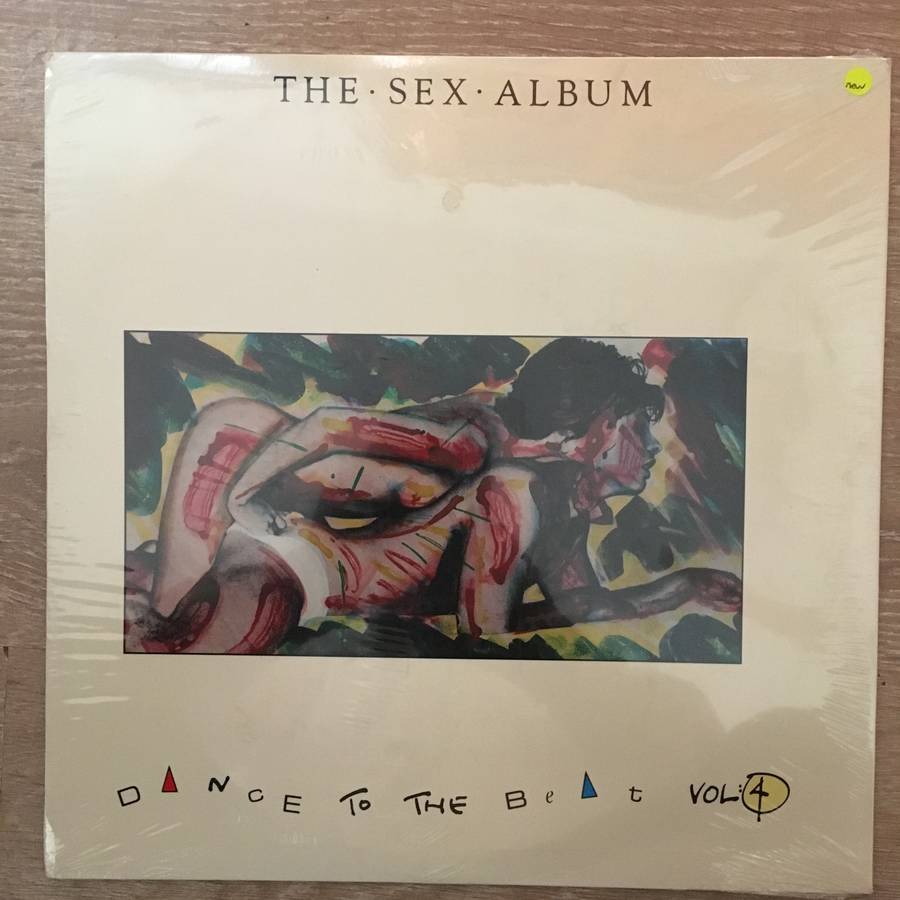 THE · SEX · ALBUM
new
DANCE TO THE BeAt VOL: 4